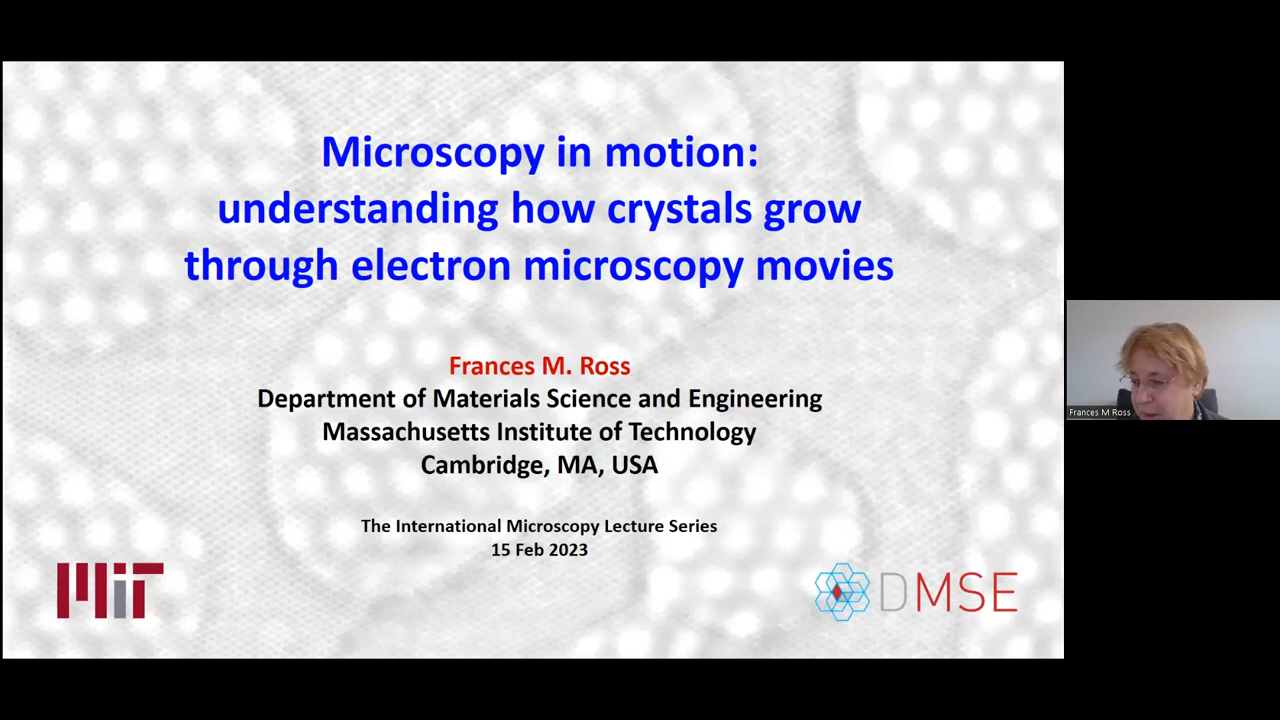 Microscopy in motion:
understanding how crystals grow
through electron microscopy movies
Frances M. Ross
Department of Materials Science and Engineering
Massachusetts Institute of Technology
Cambridge, MA, USA
The International Microscopy Lecture Series
15 Feb 2023
MiT
DMSE
Frances M Ross